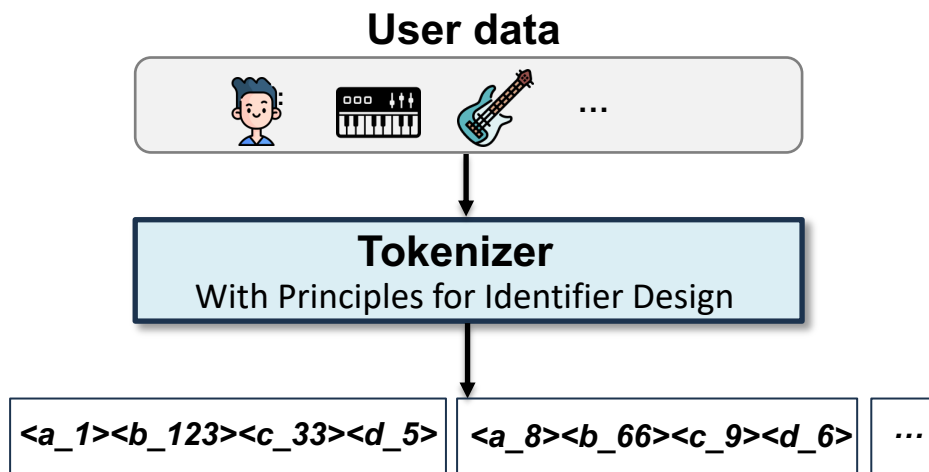 User data
...
Tokenizer
With Principles for Identifier Design
<a_1><b_123><c_33><d_5>
<a_8><b_66><c_9><d_6>
...